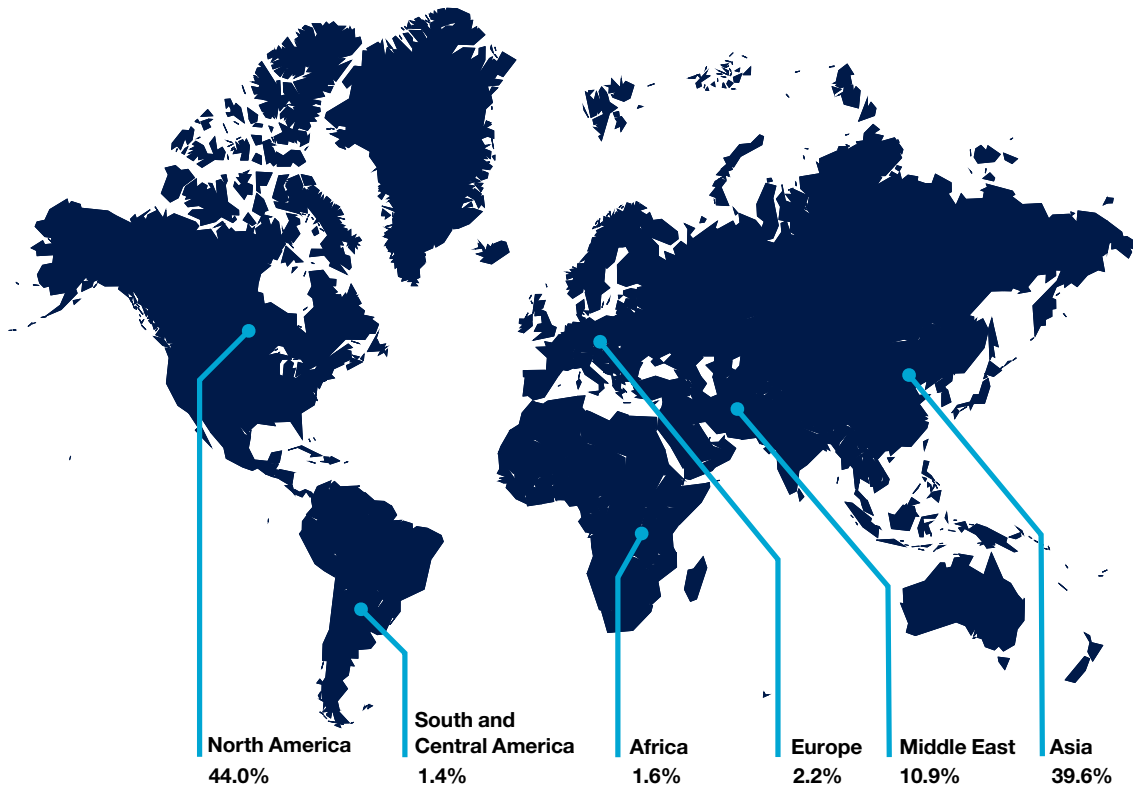 North America
44.0%
South and
Central America
1.4%
Africa
1.6%
Europe
2.2%
Middle East
10.9%
Asia
39.6%